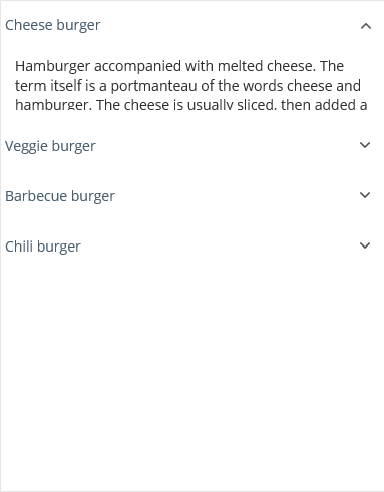 Cheese burger
Hamburger accompanied with melted cheese. The
term itself is a portmanteau of the words cheese and
hamburger. The cheese is usually sliced, then added a
Veggie burger
Barbecue burger
Chili burger